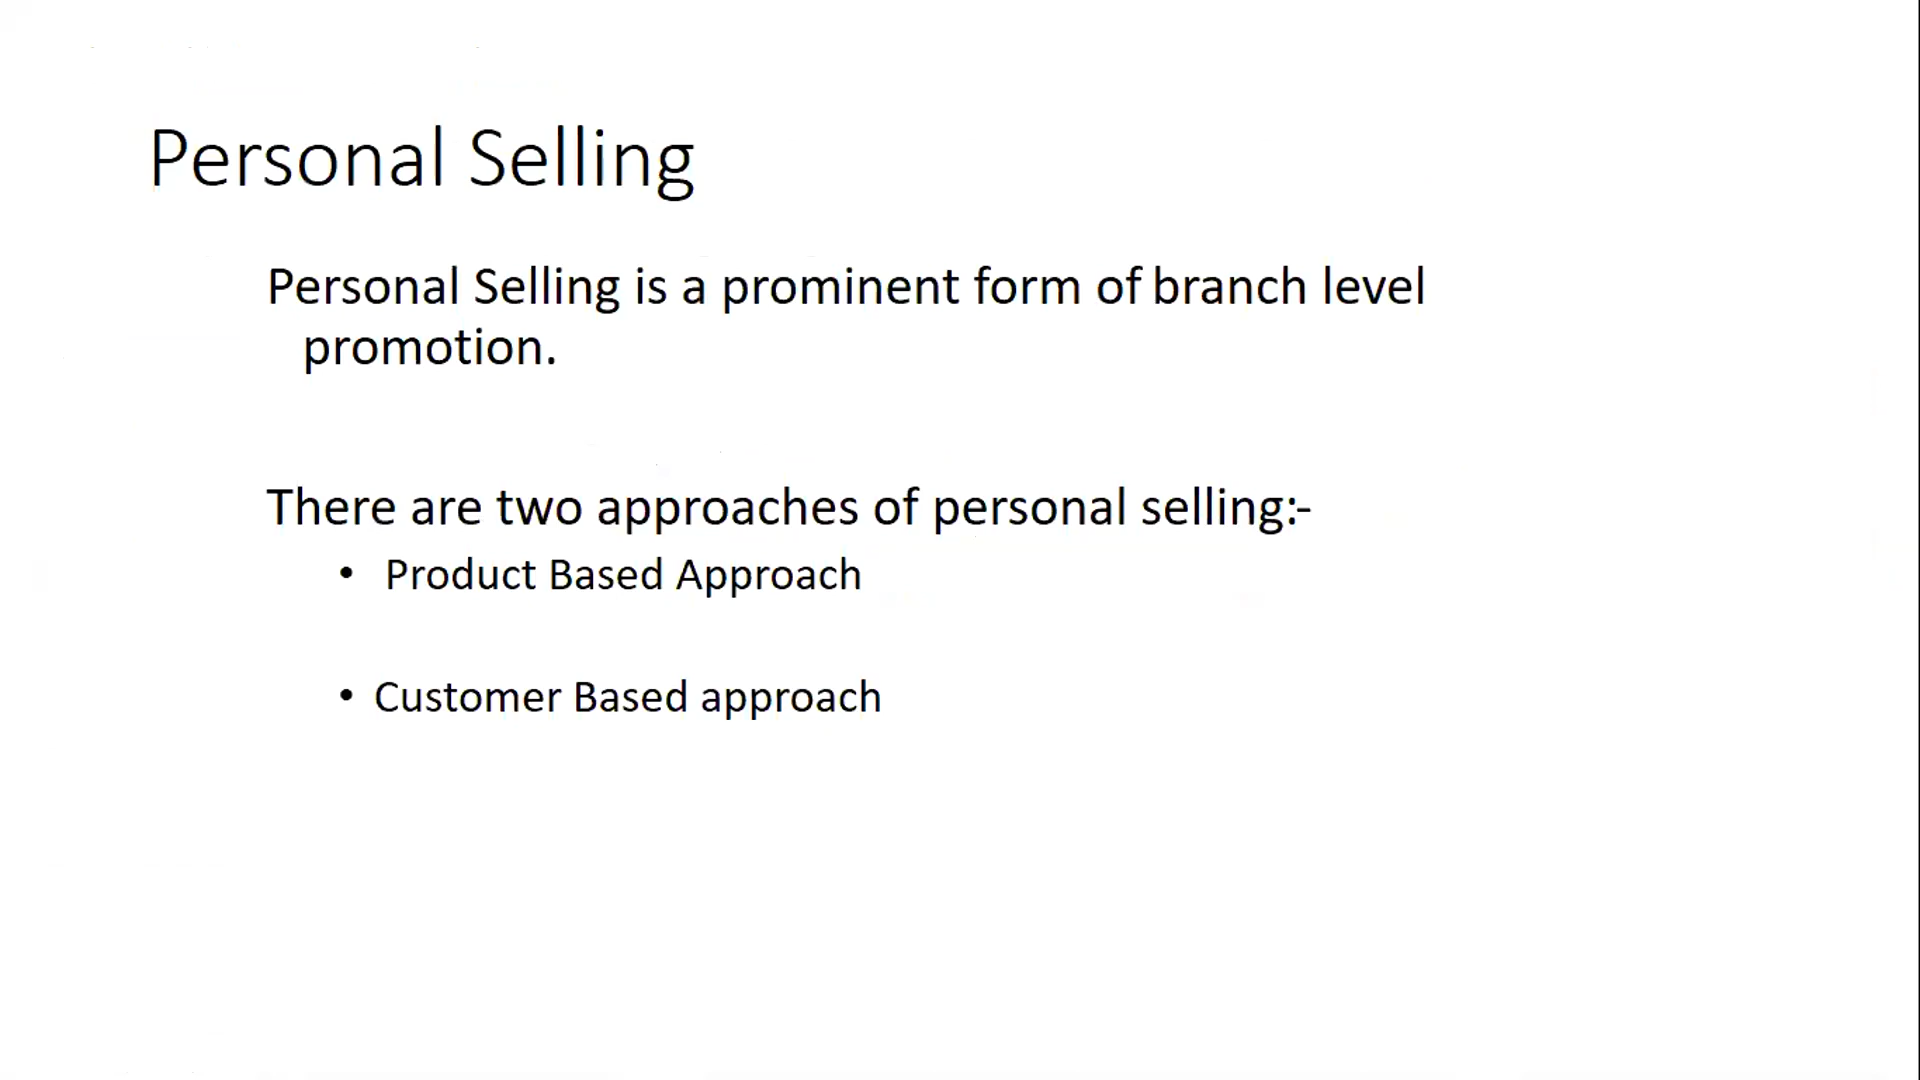 Personal Selling
Personal Selling is a prominent form of branch level
promotion.
There are two approaches of personal selling:-
• Product Based Approach
• Customer Based approach